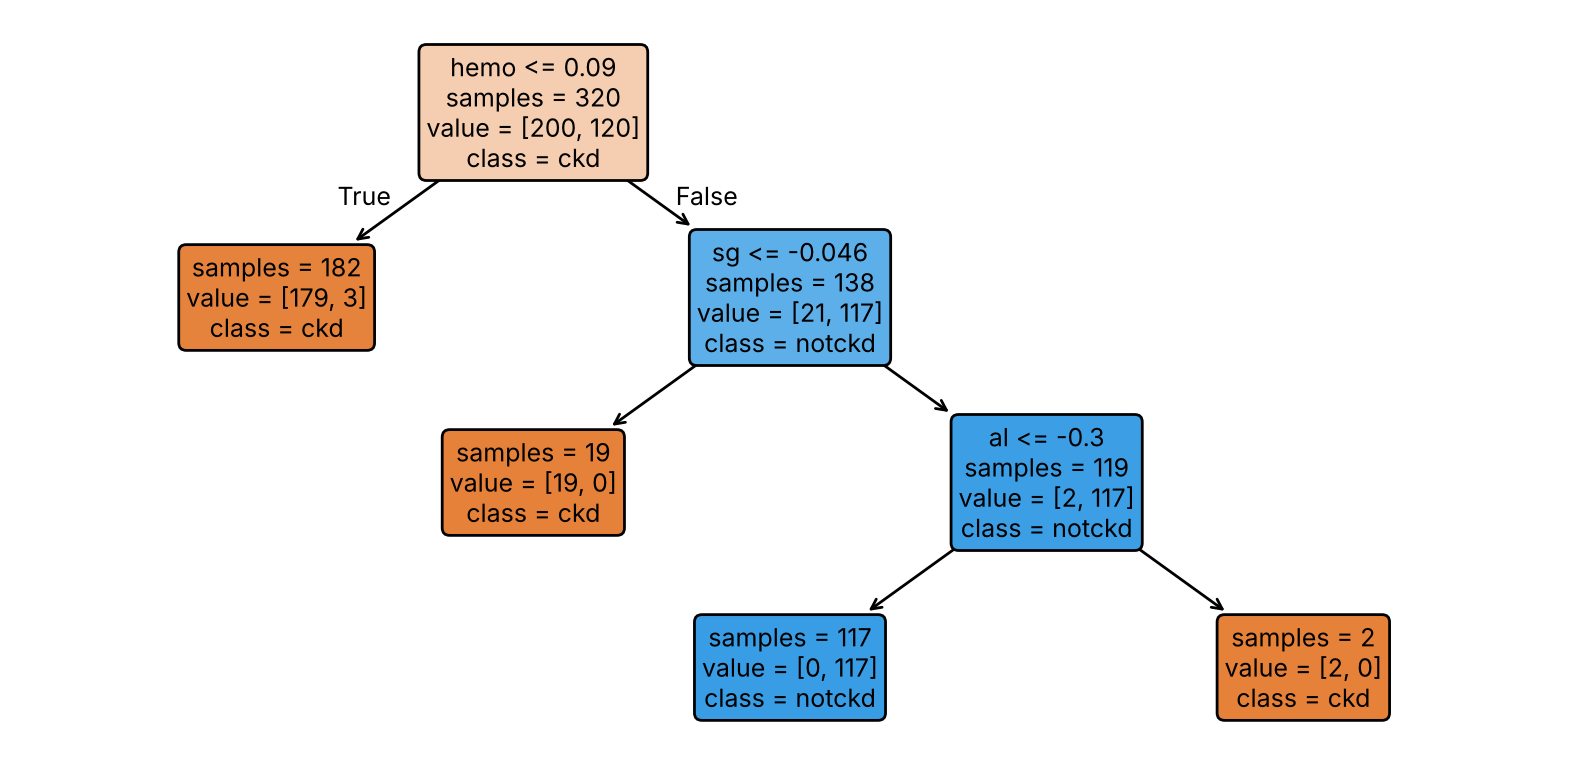 hemo <= 0.09
samples = 320
value = [200, 120]
class = ckd
True
False
samples = 182
value = [179, 3]
class = ckd
sg <= -0.046
samples = 138
value = [21, 117]
class = notckd
samples = 19
value = [19, 0]
class = ckd
al <= -0.3
samples = 119
value = [2, 117]
class = notckd
samples = 117
value = [0, 117]
class = notckd
samples = 2
value = [2, 0]
class = ckd